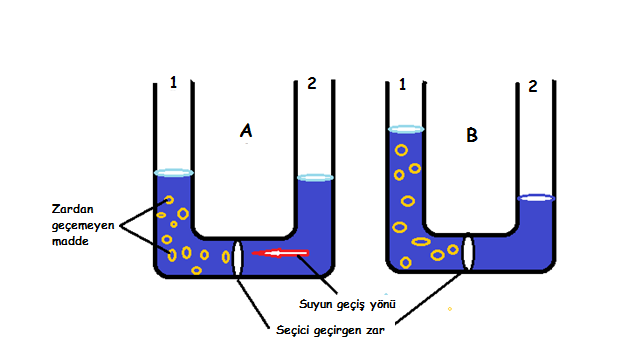 1
2
A
1
2
B
Zardan
geçemeyen
madde
Suyun geçiş yönü
Seçici geçirgen zar